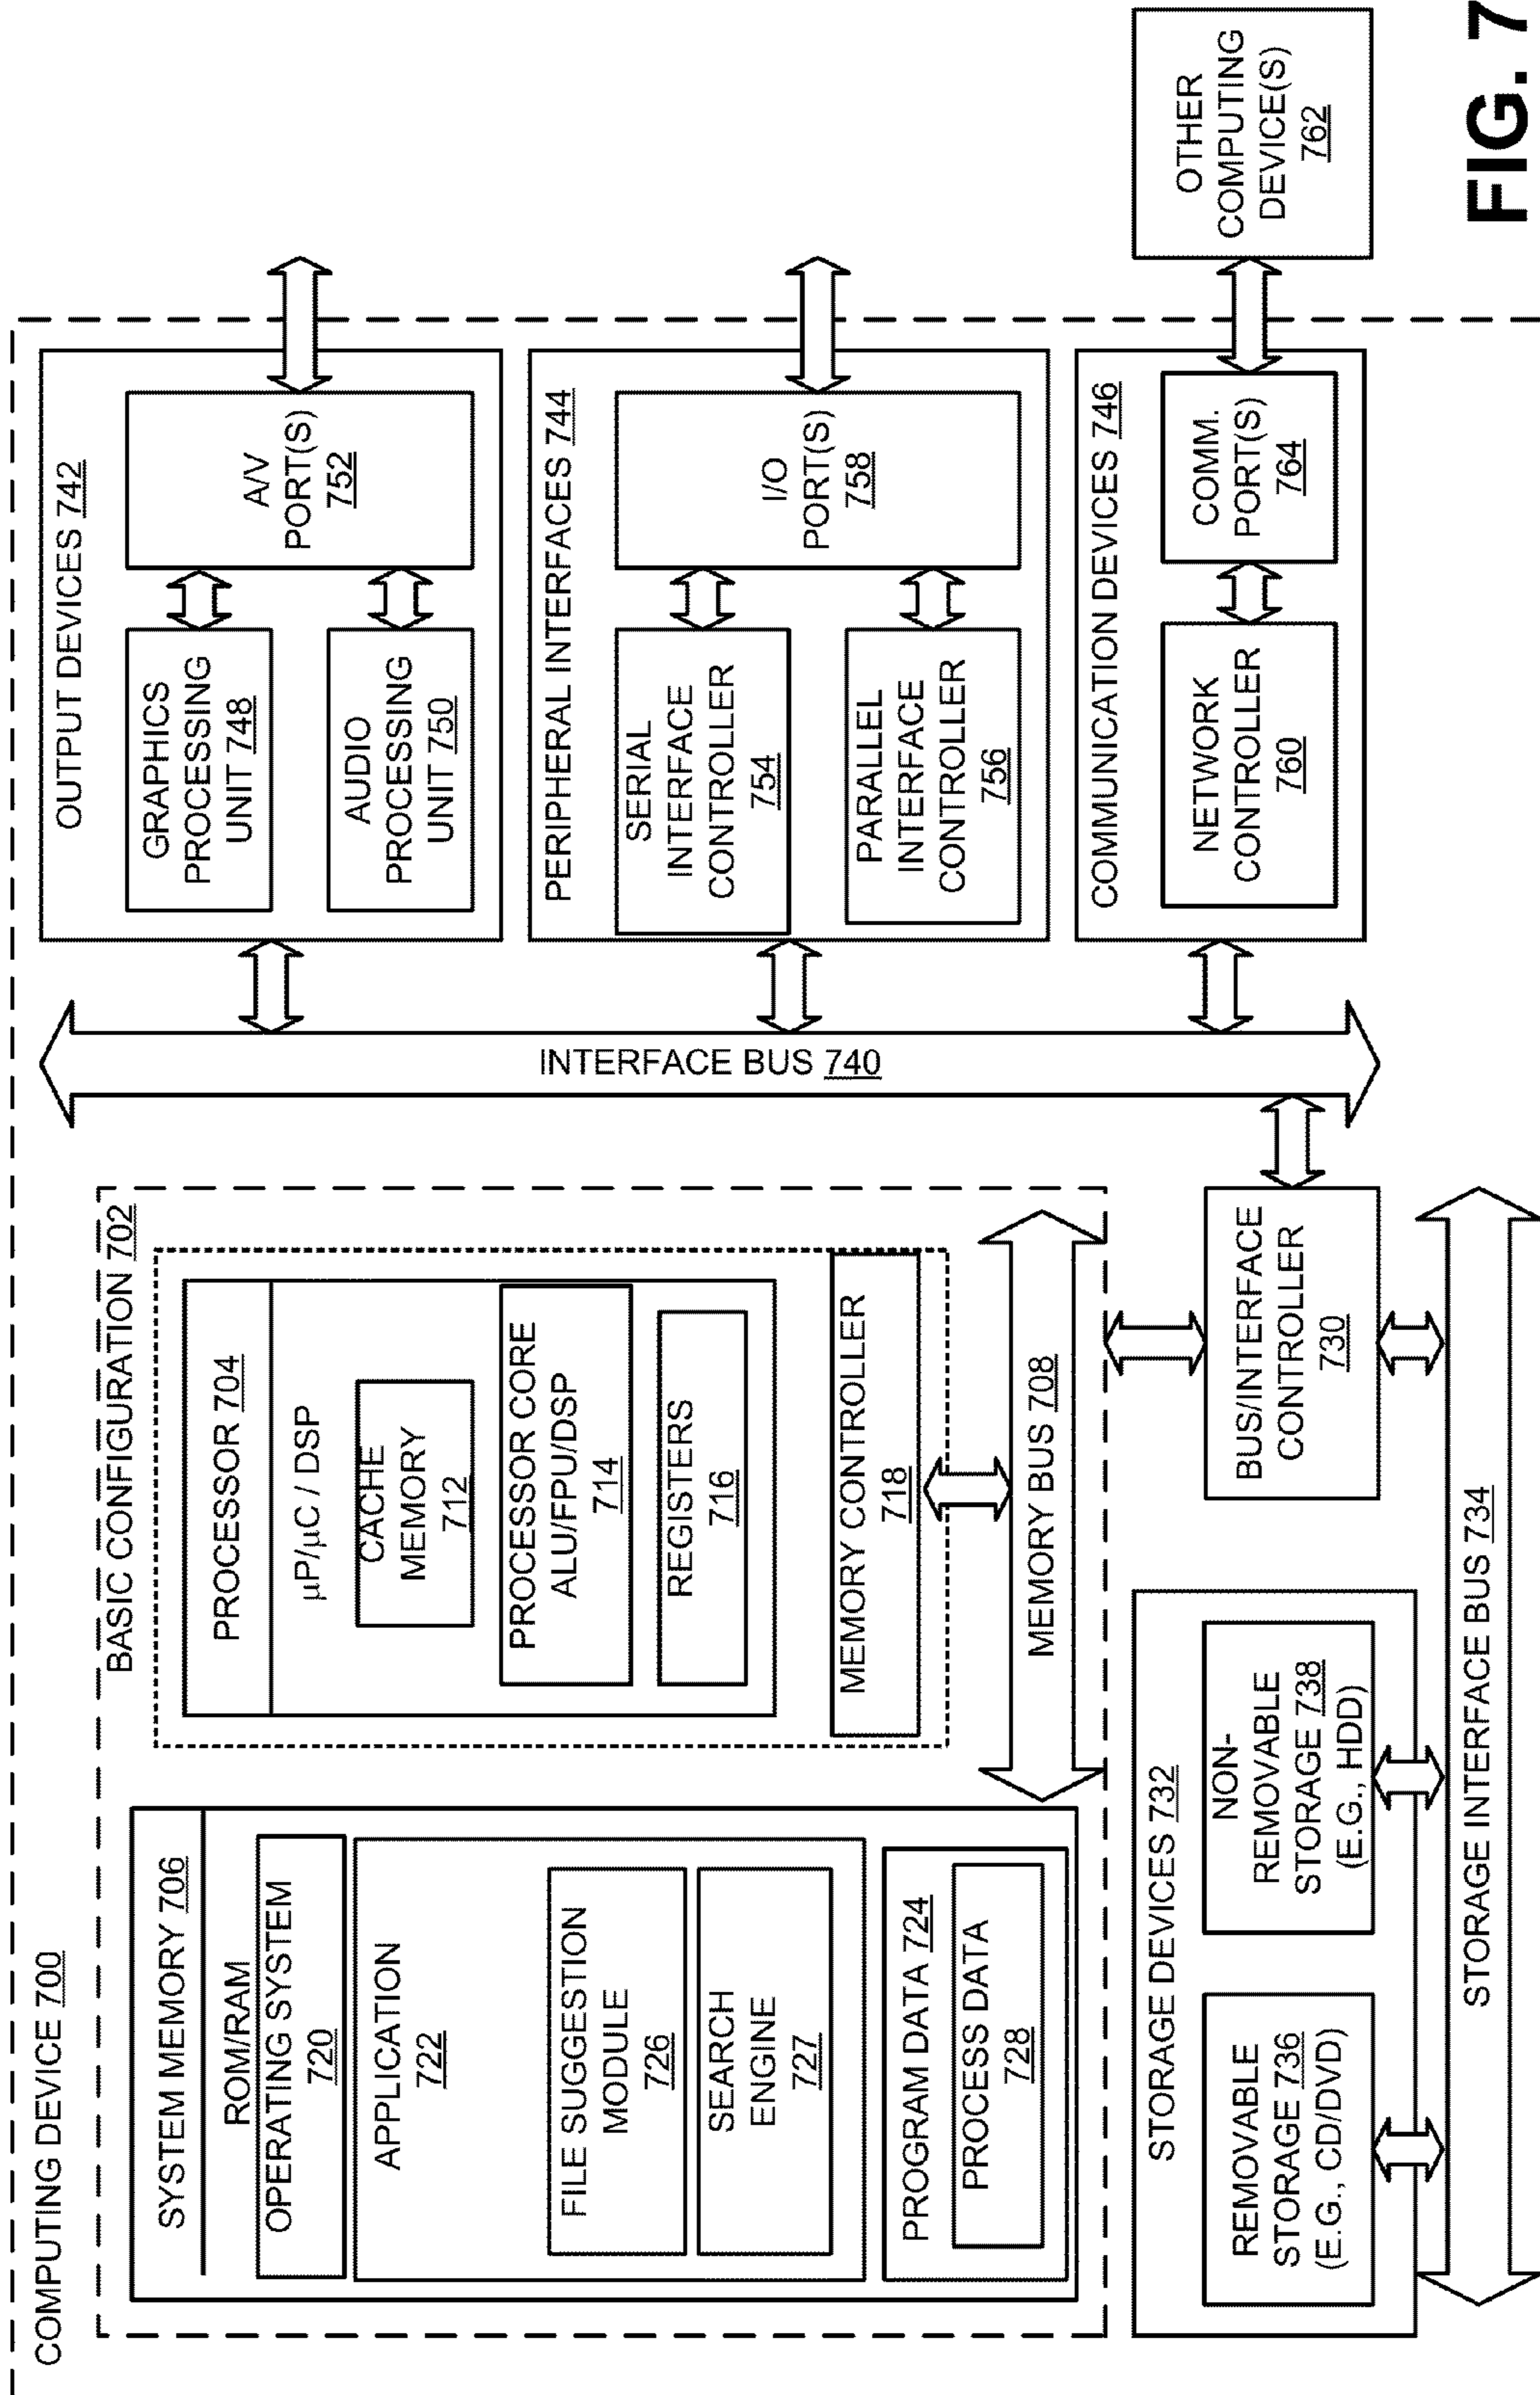 COMPUTING DEVICE 700
BASIC CONFIGURATION 702
SYSTEM MEMORY 706
ROM/RAM
OPERATING SYSTEM
720
APPLICATION
722
FILE SUGGESTION
MODULE
726
SEARCH
ENGINE
727
PROGRAM DATA 724
PROCESS DATA
728
PROCESSOR 704
µP/µC / DSP
CACHE
MEMORY
712
PROCESSOR CORE
ALU/FPU/DSP
714
REGISTERS
716
MEMORY CONTROLLER
718
MEMORY BUS 708
BUS/INTERFACE
CONTROLLER
730
STORAGE DEVICES 732
REMOVABLE
STORAGE 736
(E.G., CD/DVD)
NON-
REMOVABLE
STORAGE 738
(E.G., HDD)
STORAGE INTERFACE BUS 734
INTERFACE BUS 740
OUTPUT DEVICES 742
GRAPHICS
PROCESSING
UNIT 748
AUDIO
PROCESSING
UNIT 750
A/V
PORT(S)
752
PERIPHERAL INTERFACES 744
SERIAL
INTERFACE
CONTROLLER
754
PARALLEL
INTERFACE
CONTROLLER
756
I/O
PORT(S)
758
COMMUNICATION DEVICES 746
NETWORK
CONTROLLER
760
COMM.
PORT(S)
764
OTHER
COMPUTING
DEVICE(S)
762
FIG. 7